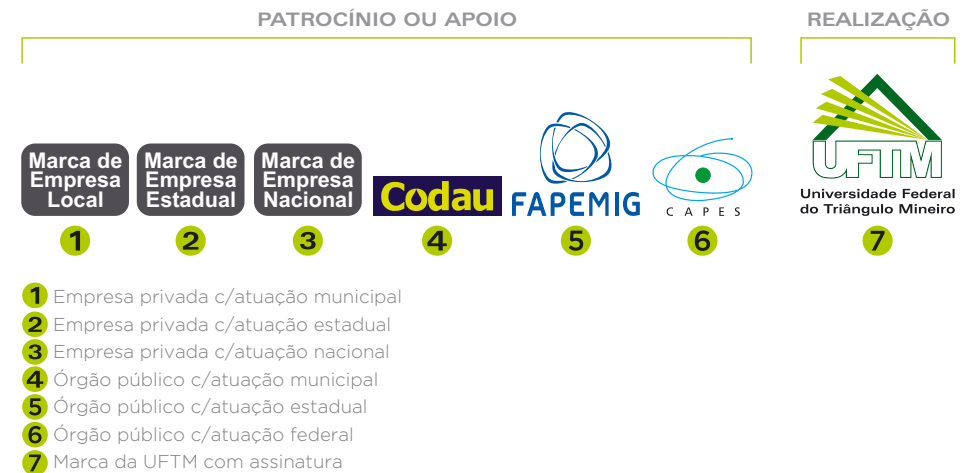 PATROCÍNIO OU APOIO
REALIZAÇÃO
Marca de
Empresa
Local
Marca de
Empresa
Estadual
Marca de
Empresa
Nacional
Codau
FAPEMIG
CAPES
UFTM
Universidade Federal
do Triângulo Mineiro
1 2 3 4 5 6 7
1 Empresa privada c/atuação municipal
2 Empresa privada c/atuação estadual
3 Empresa privada c/atuação nacional
4 Órgão público c/atuação municipal
5 Órgão público c/atuação estadual
6 Órgão público c/atuação federal
7 Marca da UFTM com assinatura